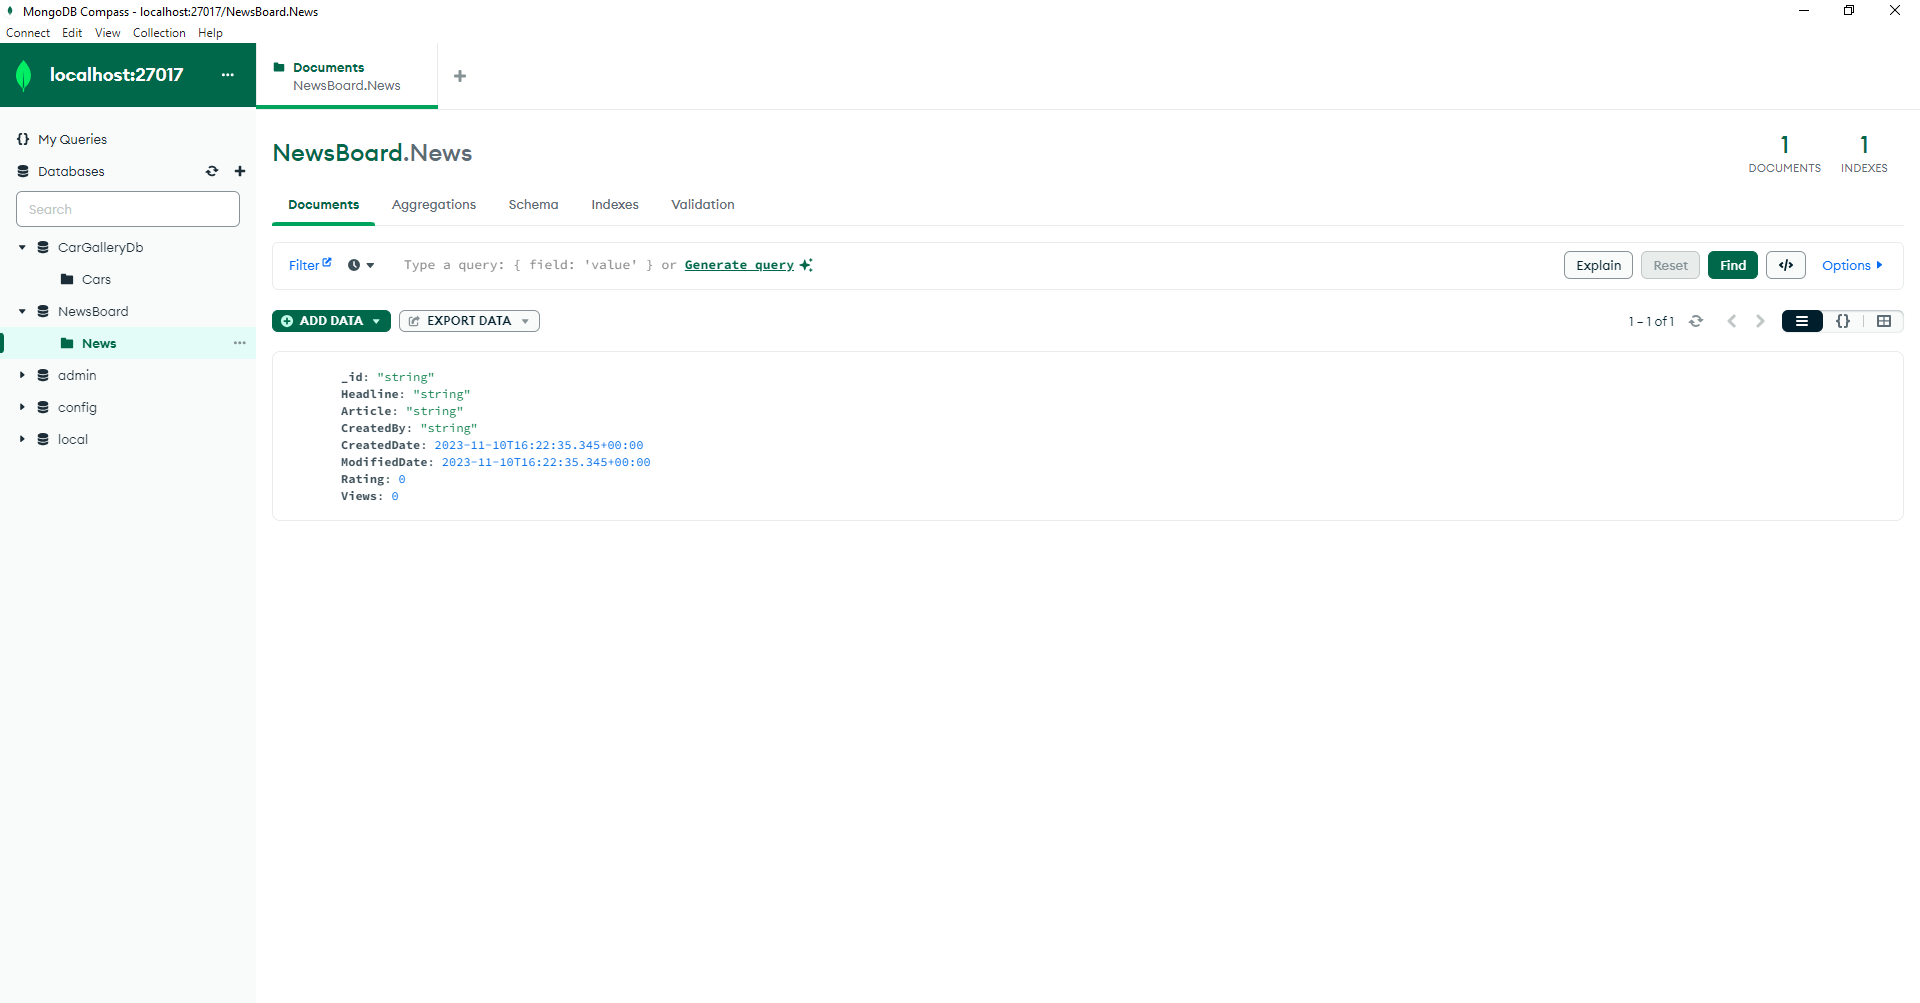 MongoDB Compass - localhost:27017/NewsBoard.News
Connect Edit View Collection Help
localhost:27017
Documents
NewsBoard.News
My Queries
Databases
Search
CarGalleryDb
Cars
NewsBoard
News
admin
config
local
NewsBoard.News
1 DOCUMENTS
1 INDEXES
Documents Aggregations Schema Indexes Validation
Filter Type a query: { field: 'value' } or Generate query Explain Reset Find </> Options
ADD DATA EXPORT DATA 1 – 1 of 1 {}
_id: "string"
Headline: "string"
Article: "string"
CreatedBy: "string"
CreatedDate: 2023-11-10T16:22:35.345+00:00
ModifiedDate: 2023-11-10T16:22:35.345+00:00
Rating: 0
Views: 0